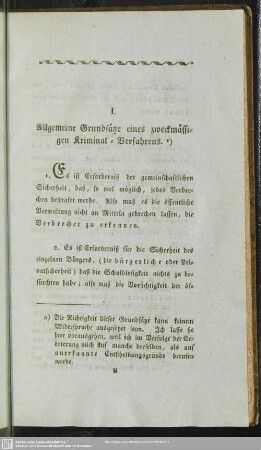 I.
Allgemeine Grundsätze eines zweckmässi-
gen Kriminal-Verfahrens. *)
1. Es ist Erforderniß der gemeinschaftlichen
Sicherheit, daß, so viel möglich, jedes Verbre-
chen bestrafet werde. Also muß es die öffentliche
Verwaltung nicht an Mitteln gebrechen lassen, die
Verbrecher zu erkennen.
2. Es ist Erforderniß für die Sicherheit des
einzelnen Bürgers, (die bürgerliche oder Pri-
vatsicherheit) daß die Schuldlosigkeit nichts zu be-
fürchten habe; also muß die Vorsichtigkeit der öf-
*) Die Richtigkeit dieser Grundsätze kann keinem
Widerspruche ausgesetzet seyn. Ich lasse sie
hier vorausgehen, weil ich im Verfolge der Er-
örterung mich auf manche derselben, als auf
anerkannte Entscheidungsgründe berufen
werde.